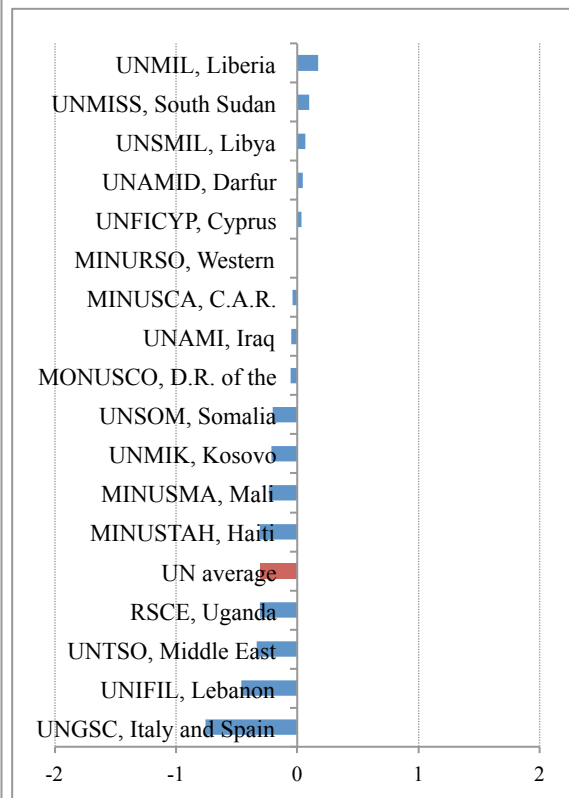 UNMIL, Liberia
UNMISS, South Sudan
UNSMIL, Libya
UNAMID, Darfur
UNFICYP, Cyprus
MINURSO, Western
MINUSCA, C.A.R.
UNAMI, Iraq
MONUSCO, D.R. of the
UNSOM, Somalia
UNMIK, Kosovo
MINUSMA, Mali
MINUSTAH, Haiti
UN average
RSCE, Uganda
UNTSO, Middle East
UNIFIL, Lebanon
UNGSC, Italy and Spain
-2 -1 0 1 2